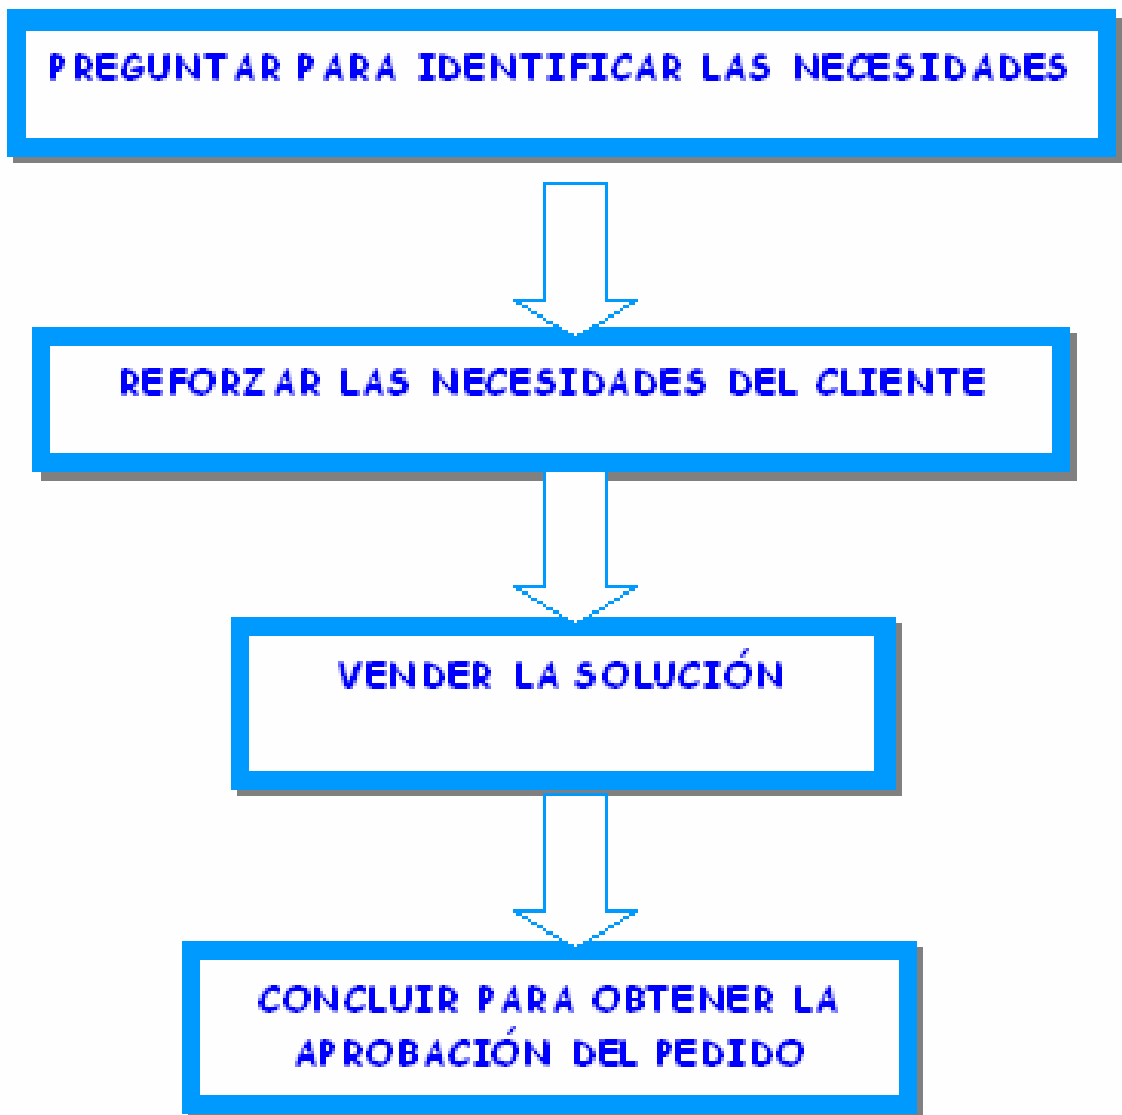 PREGUNTAR PARA IDENTIFICAR LAS NECESIDADES
REFORZAR LAS NECESIDADES DEL CLIENTE
VENDER LA SOLUCIÓN
CONCLUIR PARA OBTENER LA
APROBACIÓN DEL PEDIDO